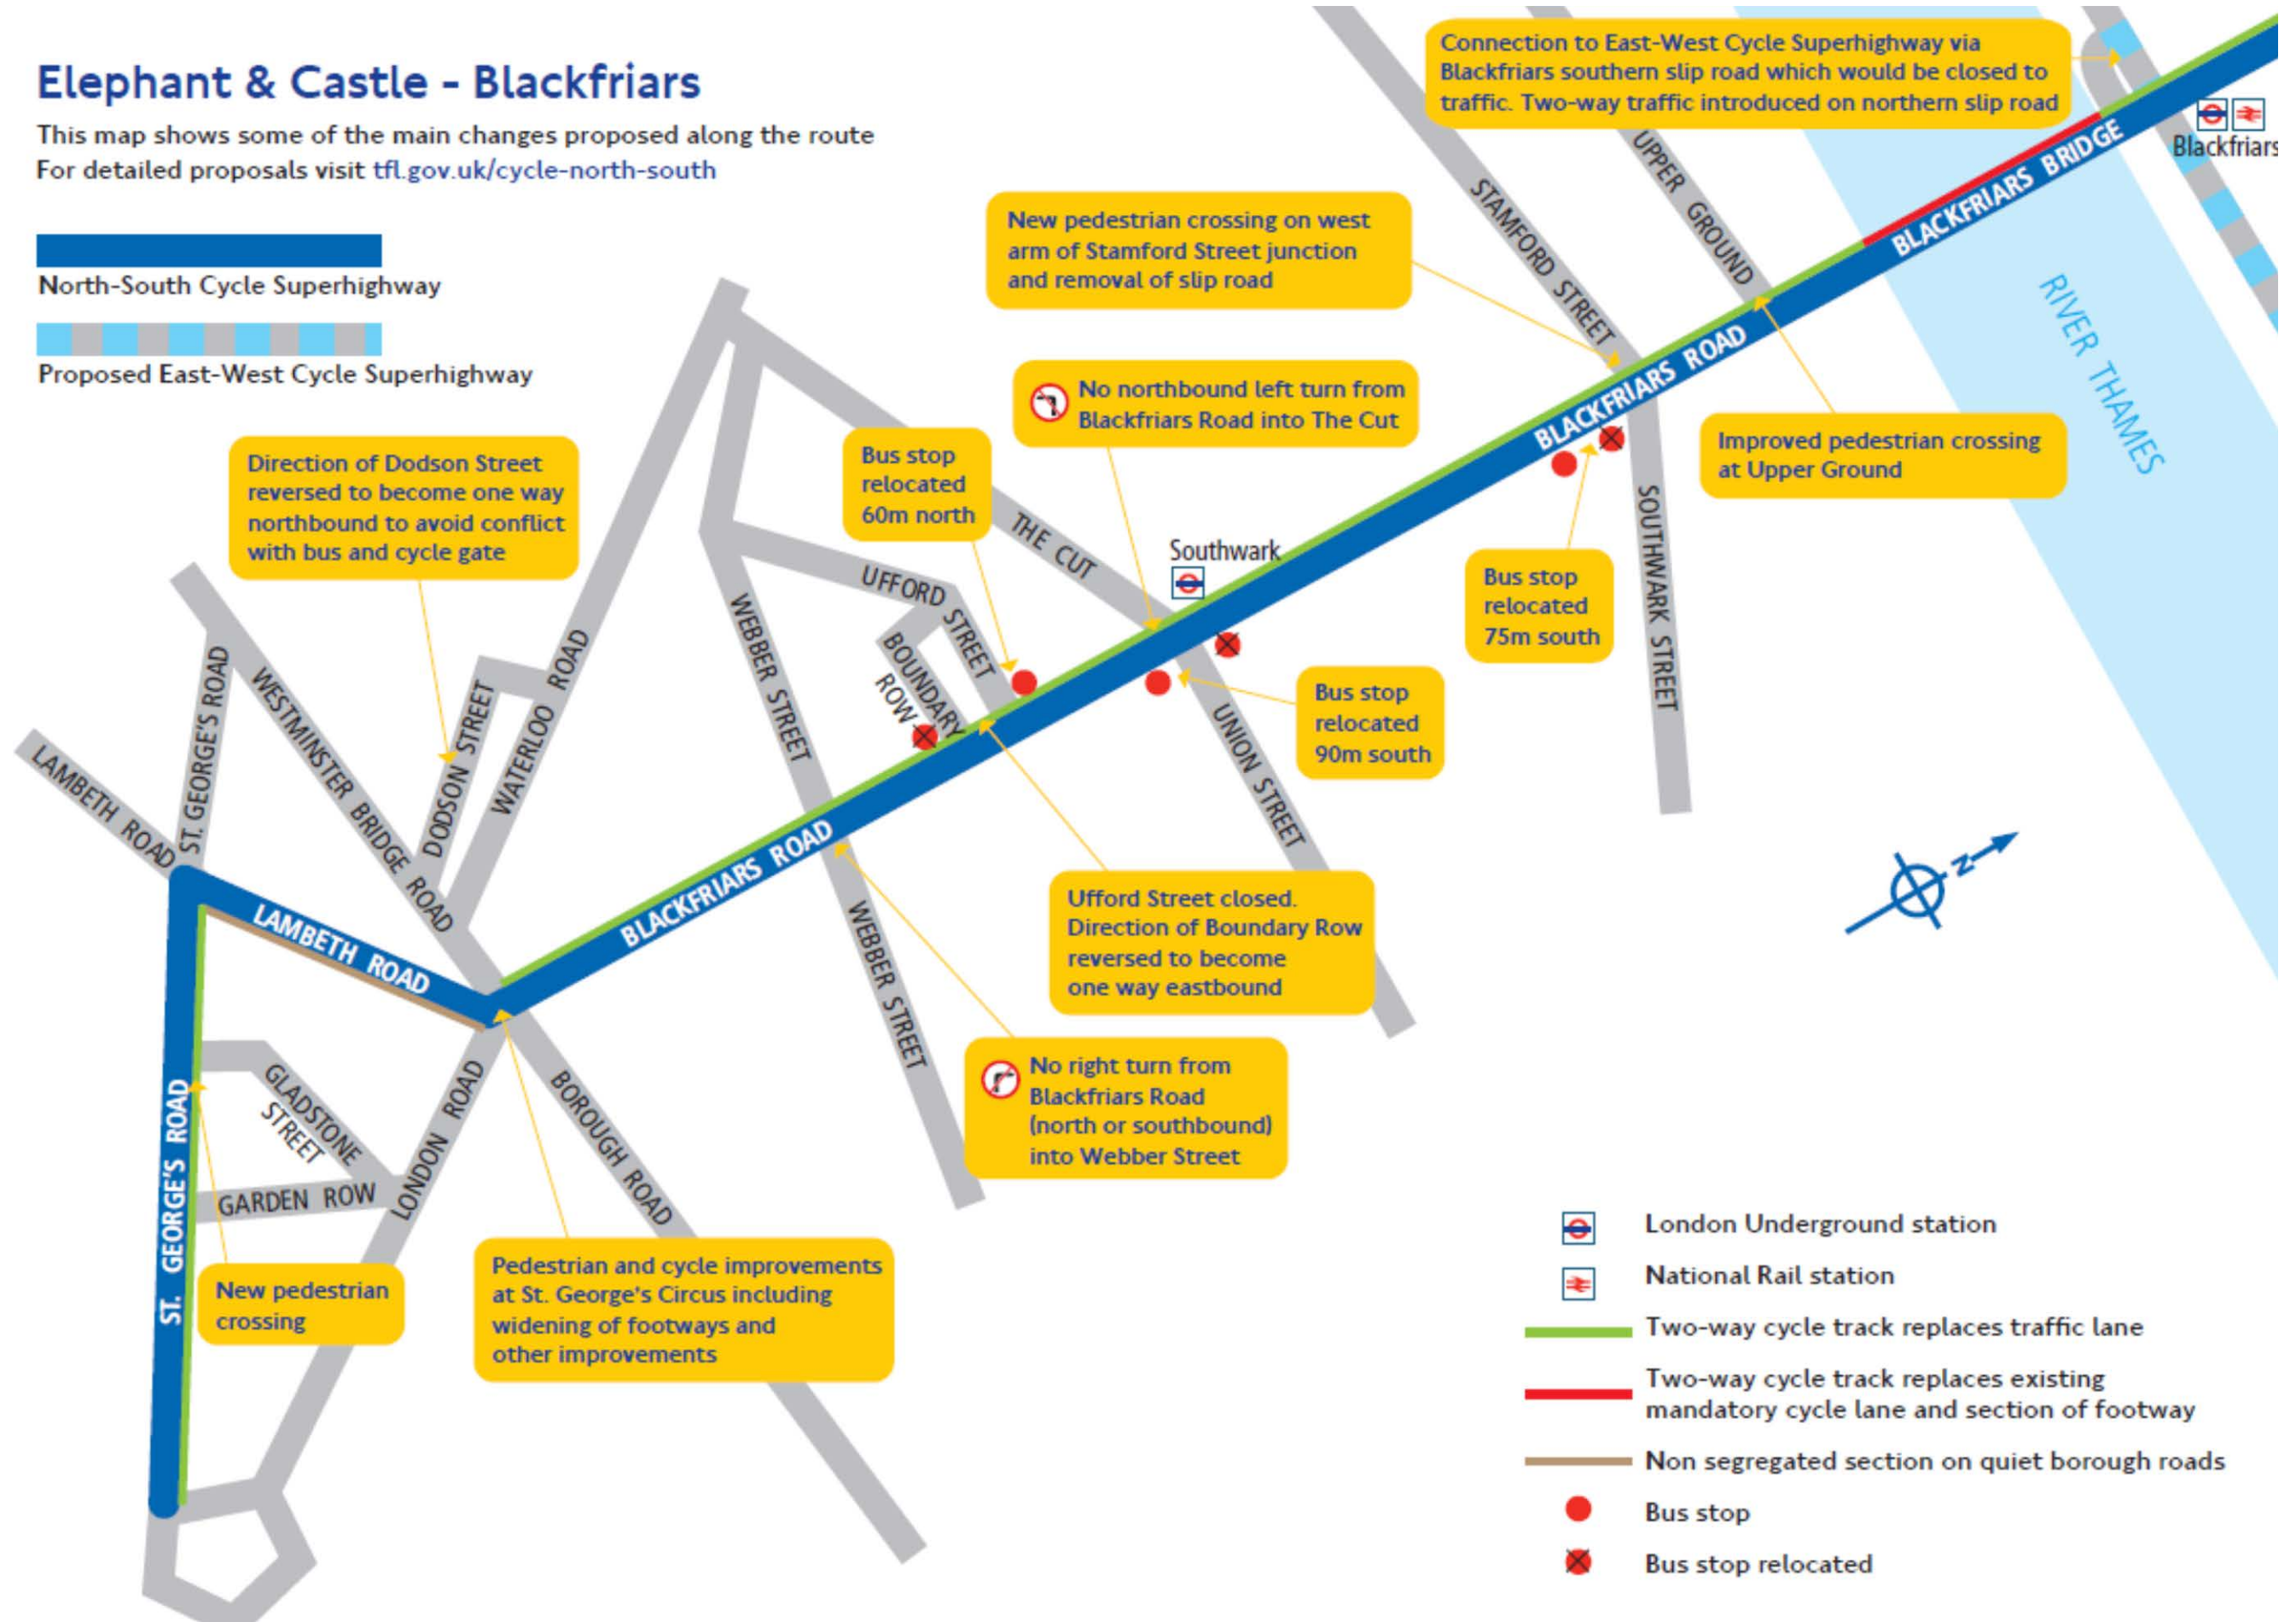 Elephant & Castle - Blackfriars
This map shows some of the main changes proposed along the route
For detailed proposals visit tfl.gov.uk/cycle-north-south
North-South Cycle Superhighway
Proposed East-West Cycle Superhighway
Connection to East-West Cycle Superhighway via
Blackfriars southern slip road which would be closed to
traffic. Two-way traffic introduced on northern slip road
Blackfriars
BLACKFRIARS BRIDGE
UPPER GROUND
STAMFORD STREET
RIVER THAMES
New pedestrian crossing on west
arm of Stamford Street junction
and removal of slip road
No northbound left turn from
Blackfriars Road into The Cut
BLACKFRIARS ROAD
Improved pedestrian crossing
at Upper Ground
Direction of Dodson Street
reversed to become one way
northbound to avoid conflict
with bus and cycle gate
Bus stop
relocated
60m north
THE CUT
Southwark
Bus stop
relocated
75m south
SOUTHWARK STREET
UFFORD STREET
BOUNDARY
ROW
WEBBER STREET
Bus stop
relocated
90m south
UNION STREET
ST. GEORGE'S ROAD
WESTMINSTER BRIDGE ROAD
DODSON STREET
WATERLOO ROAD
LAMBETH ROAD
BLACKFRIARS ROAD
LAMBETH ROAD
WEBBER STREET
Ufford Street closed.
Direction of Boundary Row
reversed to become
one way eastbound
N
No right turn from
Blackfriars Road
(north or southbound)
into Webber Street
GLADSTONE
STREET
LONDON ROAD
BOROUGH ROAD
GARDEN ROW
ST. GEORGE'S ROAD
New pedestrian
crossing
Pedestrian and cycle improvements
at St. George's Circus including
widening of footways and
other improvements
London Underground station
National Rail station
Two-way cycle track replaces traffic lane
Two-way cycle track replaces existing
mandatory cycle lane and section of footway
Non segregated section on quiet borough roads
Bus stop
Bus stop relocated